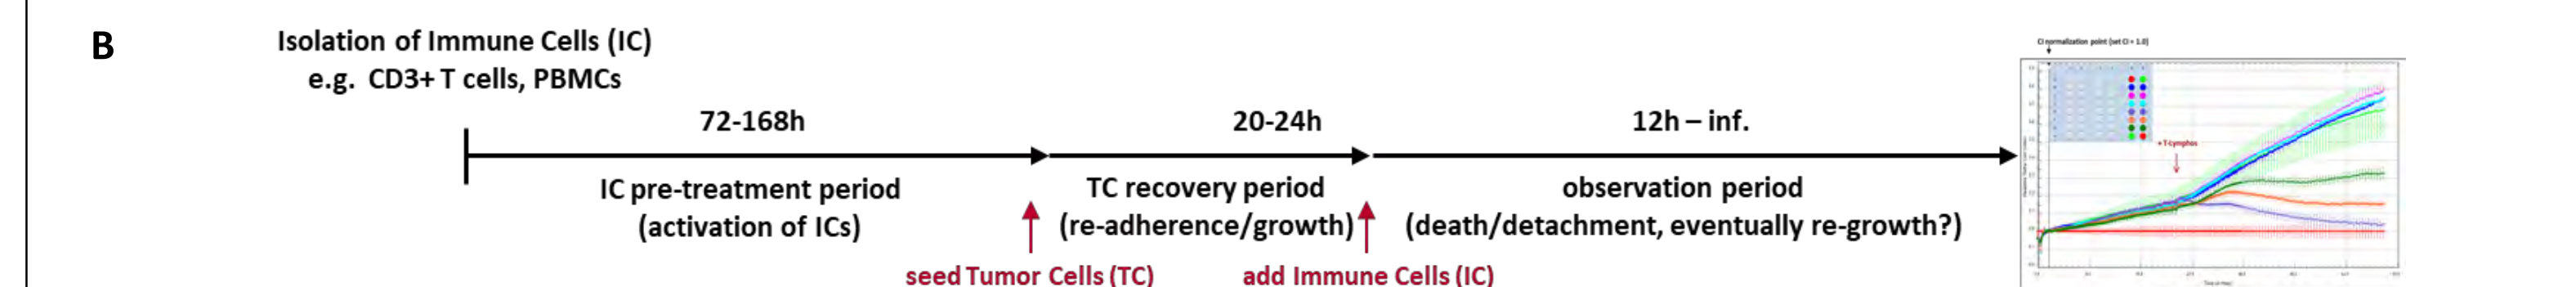 B
Isolation of Immune Cells (IC)
e.g. CD3+ T cells, PBMCs
72-168h
20-24h
12h – inf.
IC pre-treatment period
(activation of ICs)
TC recovery period
(re-adherence/growth)
observation period
(death/detachment, eventually re-growth?)
seed Tumor Cells (TC)
add Immune Cells (IC)
CI normalization point (set CI = 1.0)
+ T-Lymphos